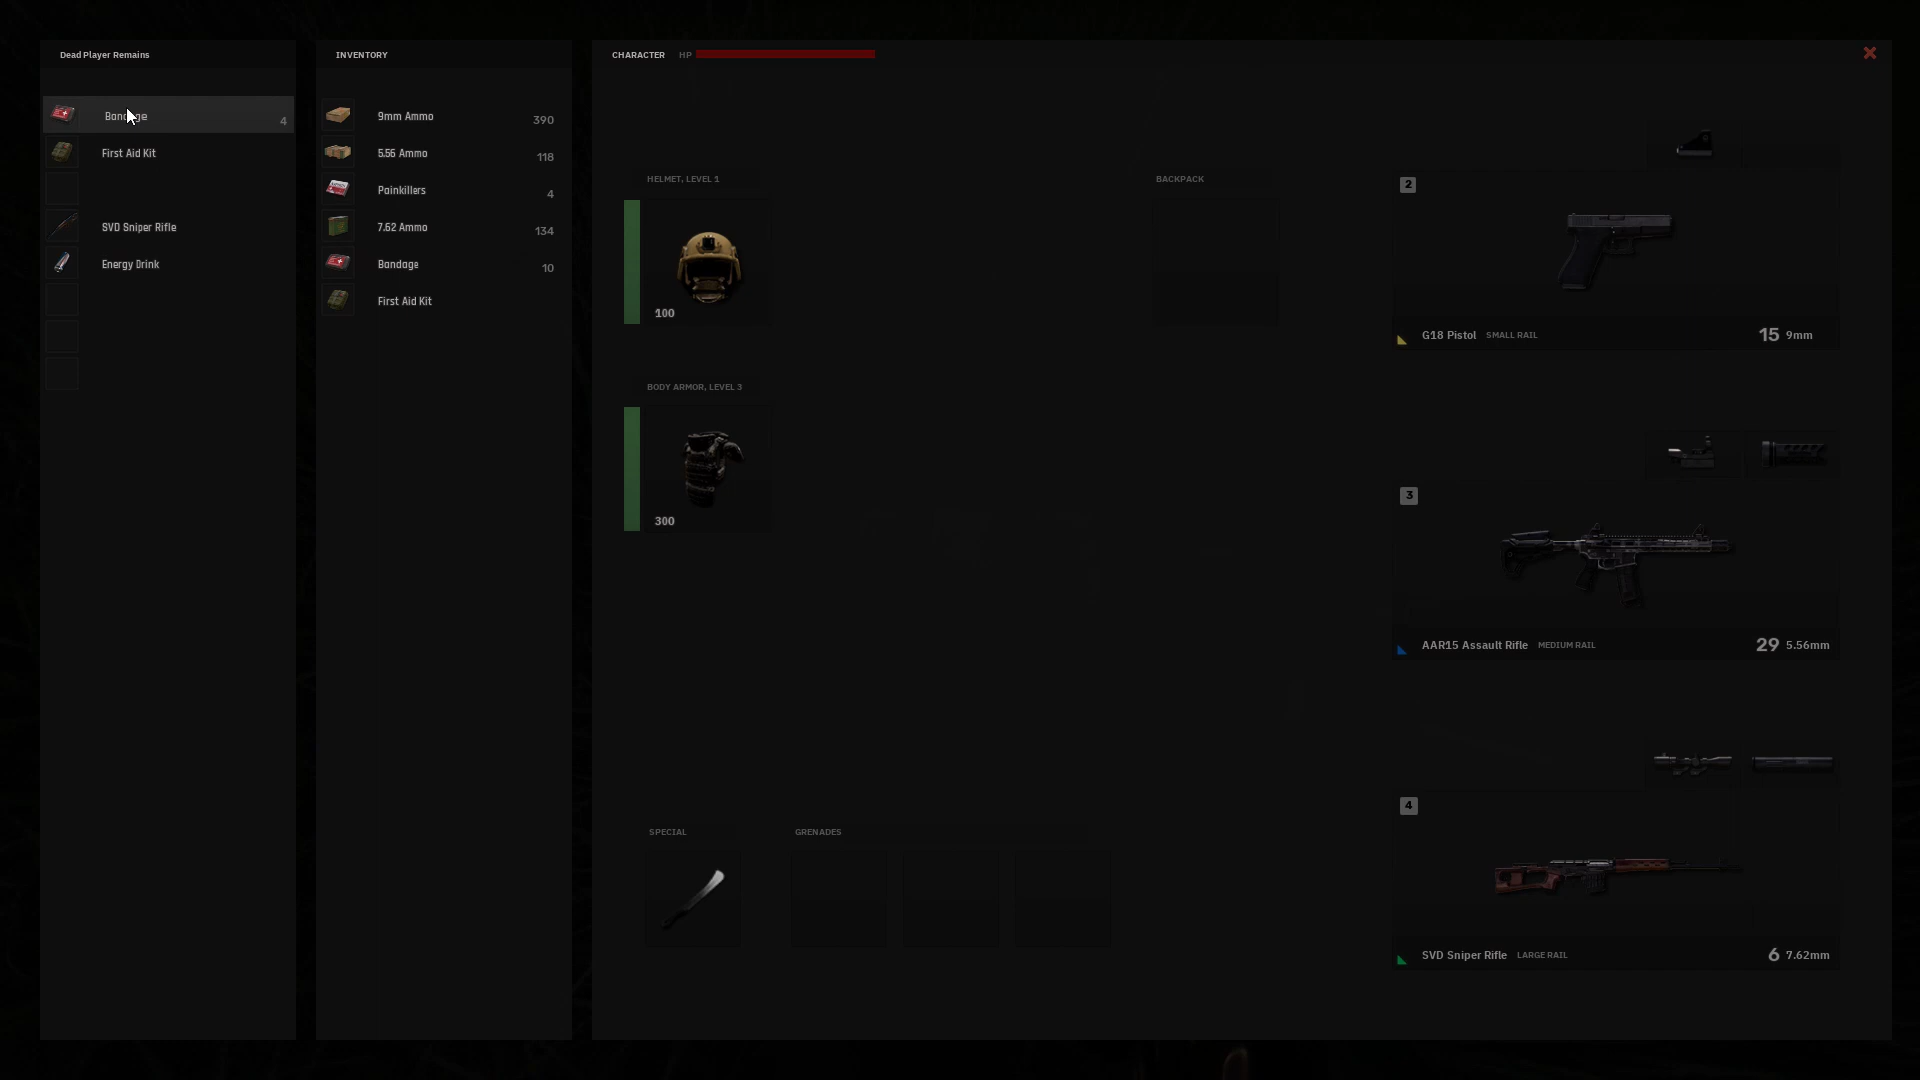 Dead Player Remains
Bandage
4
First Aid Kit
SVD Sniper Rifle
Energy Drink
INVENTORY
9mm Ammo
390
5.56 Ammo
118
Painkillers
4
7.62 Ammo
134
Bandage
10
First Aid Kit
CHARACTER HP
HELMET, LEVEL 1
100
BACKPACK
BODY ARMOR, LEVEL 3
300
SPECIAL
GRENADES
2
G18 Pistol SMALL RAIL 15 9mm
3
AAR15 Assault Rifle MEDIUM RAIL 29 5.56mm
4
SVD Sniper Rifle LARGE RAIL 6 7.62mm